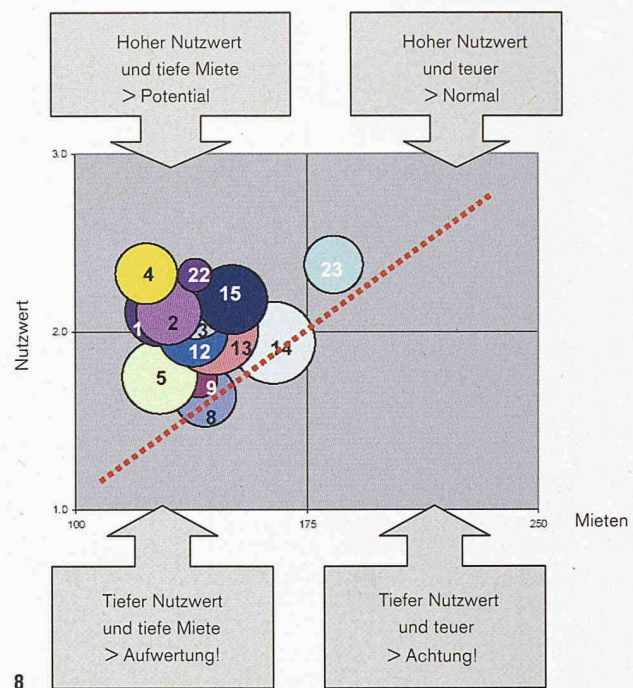 Hoher Nutzwert
und tiefe Miete
> Potential
Hoher Nutzwert
und teuer
> Normal
Nutzwert
3.0
2.0
1.0
4
22
23
15
1
2
3
12
13
14
5
9
8
100
175
250
Mieten
Tiefer Nutzwert
und tiefe Miete
> Aufwertung!
Tiefer Nutzwert
und teuer
> Achtung!
8